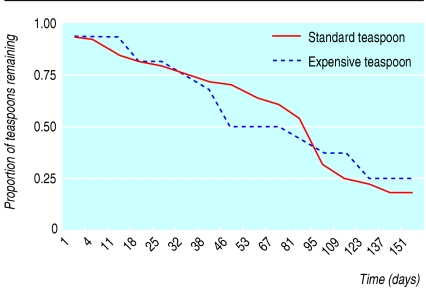 Proportion of teaspoons remaining
1.00
0.75
0.50
0.25
0
Standard teaspoon
Expensive teaspoon
1 4 11 18 25 32 38 46 53 67 81 95 109 123 137 151
Time (days)